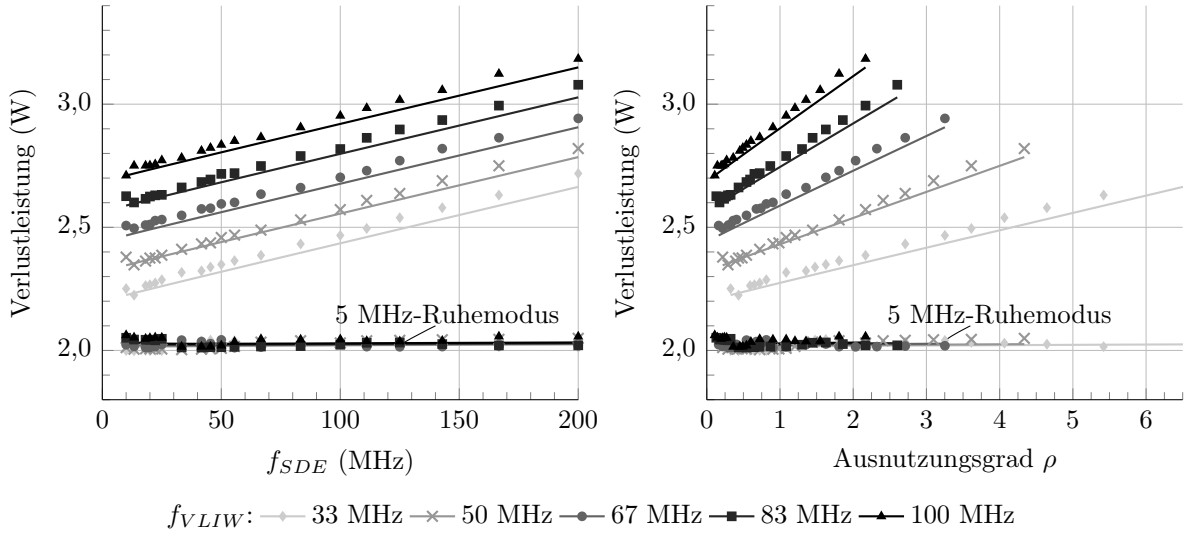 Verlustleistung (W)
3,0
2,5
2,0
5 MHz-Ruhemodus
0
50
100
150
200
f_SDE (MHz)
Verlustleistung (W)
3,0
2,5
2,0
5 MHz-Ruhemodus
0
1
2
3
4
5
6
Ausnutzungsgrad ρ
f_VLIW: 33 MHz 50 MHz 67 MHz 83 MHz 100 MHz